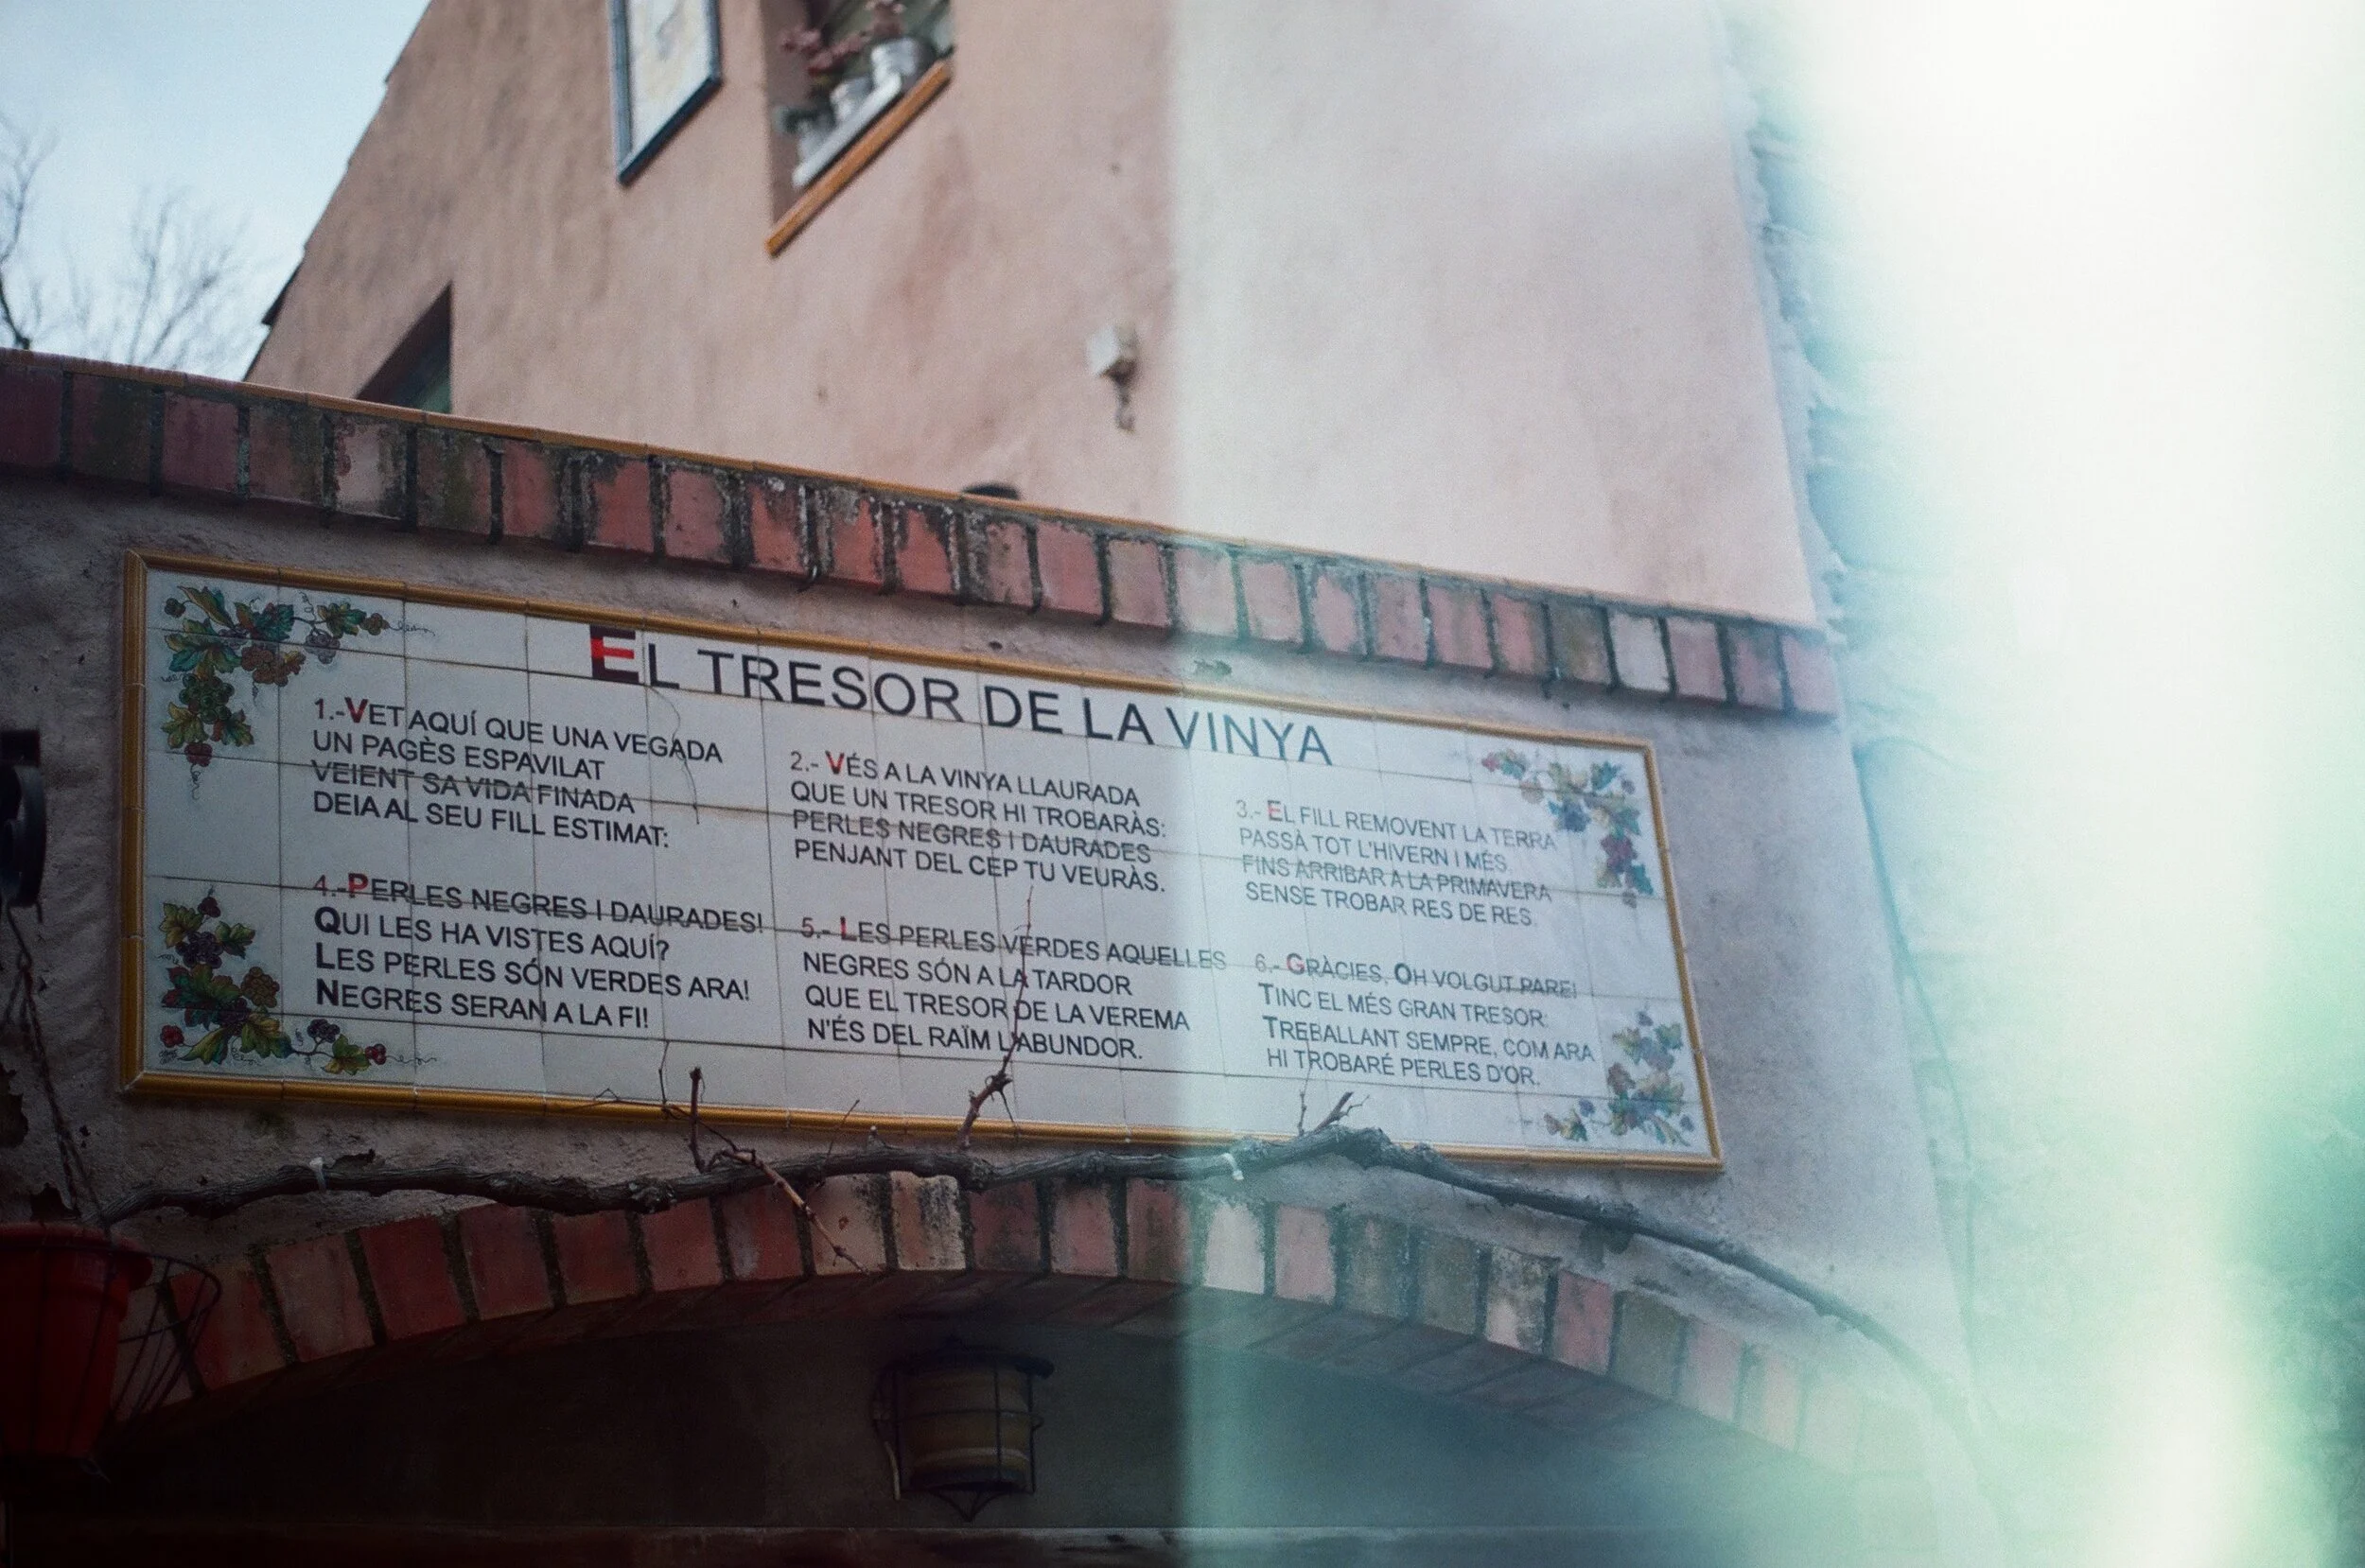 EL TRESOR DE LA VINYA
1.-VET AQUÍ QUE UNA VEGADA
UN PAGÈS ESPAVILAT
VEIENT SA VIDA FINADA
DEIA AL SEU FILL ESTIMAT:
2.- VÉS A LA VINYA LLAURADA
QUE UN TRESOR HI TROBARÀS:
PERLES NEGRES I DAURADES
PENJANT DEL CEP TU VEURÀS.
3.- EL FILL REMOVENT LA TERRA
PASSÀ TOT L'HIVERN I MÉS
FINS ARRIBAR A LA PRIMAVERA
SENSE TROBAR RES DE RES.
4.-PERLES NEGRES I DAURADES!
QUI LES HA VISTES AQUÍ?
LES PERLES SÓN VERDES ARA!
NEGRES SERAN A LA FI!
5.- LES PERLES VERDES AQUELLES
NEGRES SÓN A LA TARDOR
QUE EL TRESOR DE LA VEREMA
N'ÉS DEL RAÏM L'ABUNDOR.
6.- GRÀCIES, OH VOLGUT PARE!
TINC EL MÉS GRAN TRESOR:
TREBALLANT SEMPRE, COM ARA
HI TROBARÉ PERLES D'OR.